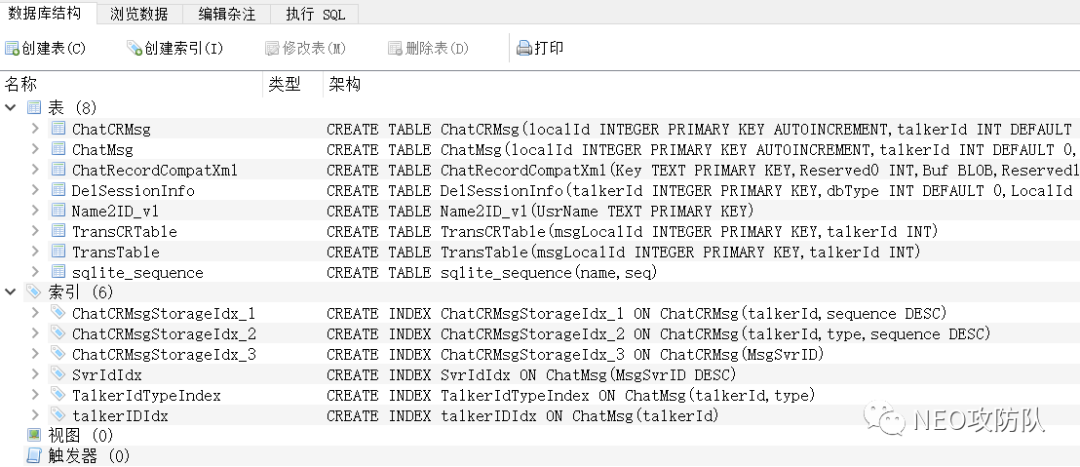 数据库结构 浏览数据 编辑杂注 执行 SQL
创建表(C) 创建索引(I) 修改表(M) 删除表(D) 打印
名称 类型 架构
表 (8)
ChatCRMsg CREATE TABLE ChatCRMsg(localId INTEGER PRIMARY KEY AUTOINCREMENT,talkerId INT DEFAULT
ChatMsg CREATE TABLE ChatMsg(localId INTEGER PRIMARY KEY AUTOINCREMENT,talkerId INT DEFAULT 0,
ChatRecordCompatXml CREATE TABLE ChatRecordCompatXml(Key TEXT PRIMARY KEY,Reserved0 INT,Buf BLOB,Reserved1
DelSessionInfo CREATE TABLE DelSessionInfo(talkerId INTEGER PRIMARY KEY,dbType INT DEFAULT 0,LocalId
Name2ID_v1 CREATE TABLE Name2ID_v1(UsrName TEXT PRIMARY KEY)
TransCRTable CREATE TABLE TransCRTable(msgLocalId INTEGER PRIMARY KEY,talkerId INT)
TransTable CREATE TABLE TransTable(msgLocalId INTEGER PRIMARY KEY,talkerId INT)
sqlite_sequence CREATE TABLE sqlite_sequence(name,seq)
索引 (6)
ChatCRMsgStorageIdx_1 CREATE INDEX ChatCRMsgStorageIdx_1 ON ChatCRMsg(talkerId,sequence DESC)
ChatCRMsgStorageIdx_2 CREATE INDEX ChatCRMsgStorageIdx_2 ON ChatCRMsg(talkerId,type,sequence DESC)
ChatCRMsgStorageIdx_3 CREATE INDEX ChatCRMsgStorageIdx_3 ON ChatCRMsg(MsgSvrID)
SvrIdIdx CREATE INDEX SvrIdIdx ON ChatMsg(MsgSvrID DESC)
TalkerIdTypeIndex CREATE INDEX TalkerIdTypeIndex ON ChatMsg(talkerId,type)
talkerIDIdx CREATE INDEX talkerIDIdx ON ChatMsg(talkerId)
视图 (0)
触发器 (0)
NEO攻防队